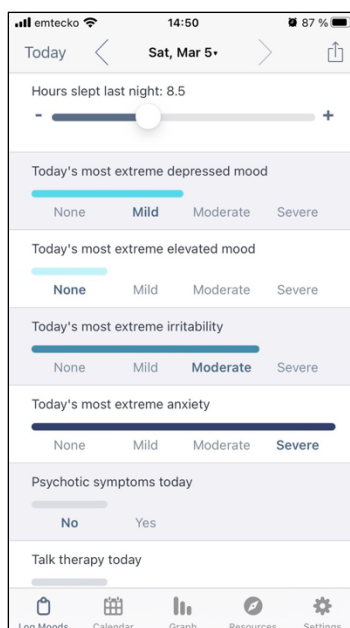 emtecko 14:50 87 %
Today Sat, Mar 5
Hours slept last night: 8.5
- +
Today's most extreme depressed mood
None Mild Moderate Severe
Today's most extreme elevated mood
None Mild Moderate Severe
Today's most extreme irritability
None Mild Moderate Severe
Today's most extreme anxiety
None Mild Moderate Severe
Psychotic symptoms today
No Yes
Talk therapy today
Log Moods Calendar Graph Resources Settings